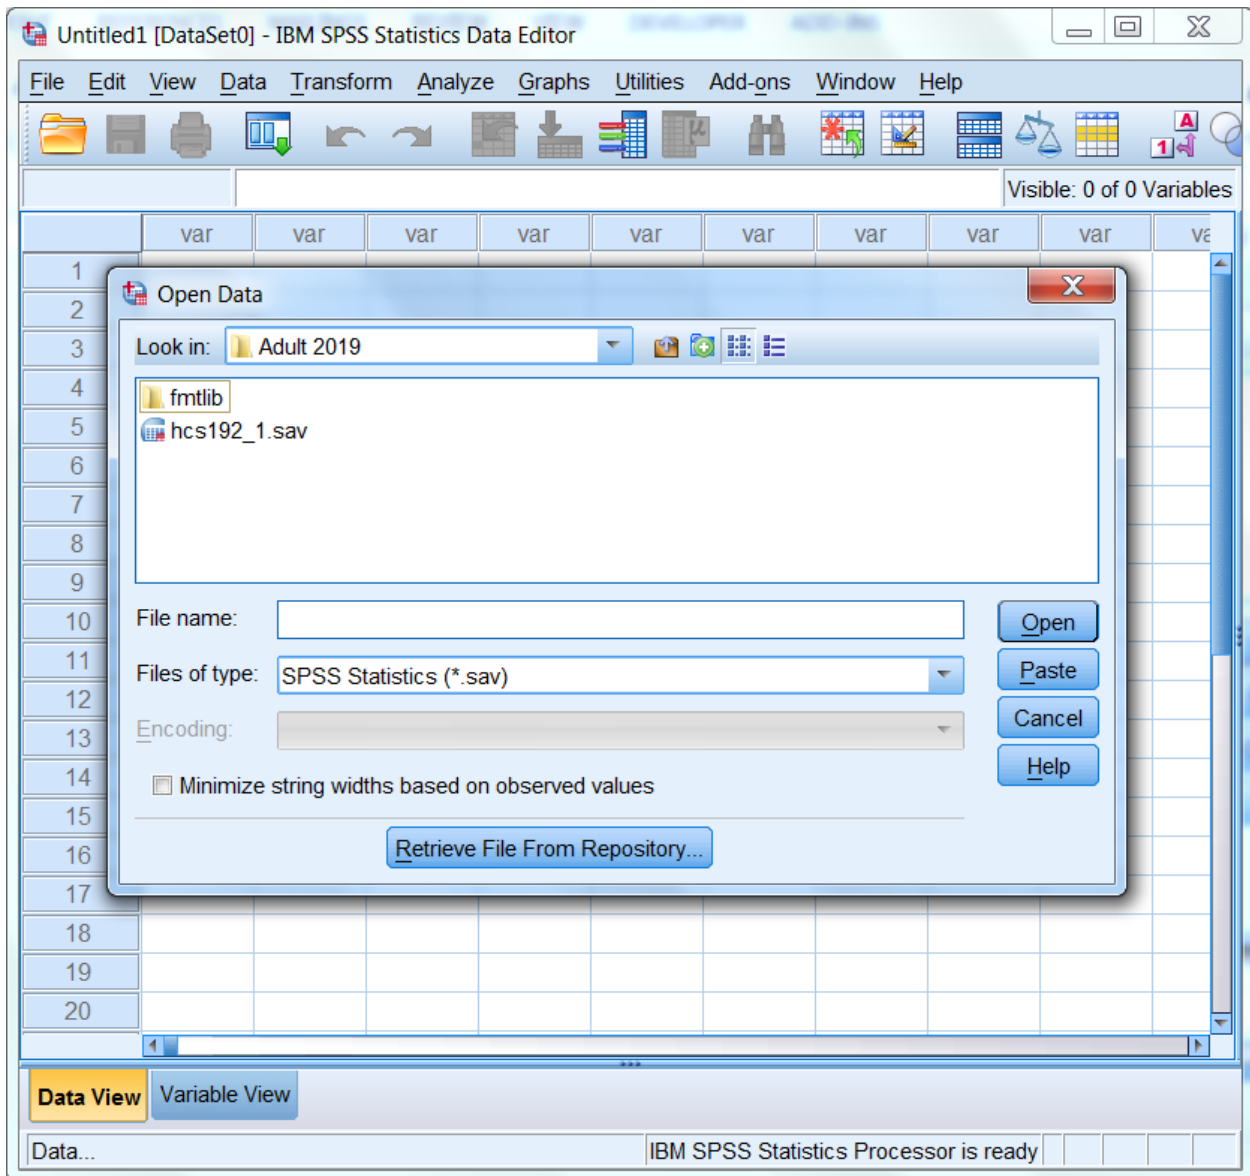 Untitled1 [DataSet0] - IBM SPSS Statistics Data Editor
File Edit View Data Transform Analyze Graphs Utilities Add-ons Window Help
Visible: 0 of 0 Variables
var var var var var var var var var
1
Open Data
2
3
Look in: Adult 2019
4
fmtlib
5
hcs192_1.sav
6
7
8
9
10
File name:
Open
11
Files of type: SPSS Statistics (*.sav)
Paste
12
Cancel
13
Encoding:
14
Minimize string widths based on observed values
Help
15
16
Retrieve File From Repository...
17
18
19
20
Data View Variable View
Data...
IBM SPSS Statistics Processor is ready